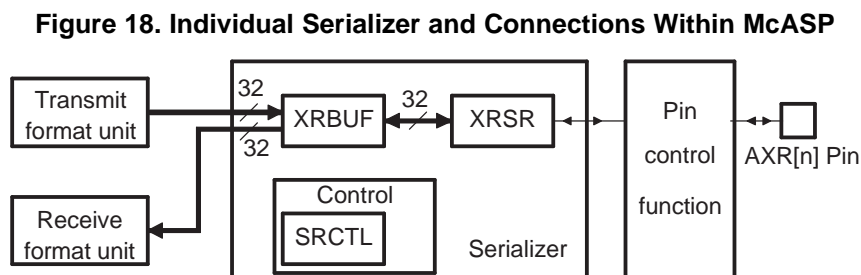 Figure 18. Individual Serializer and Connections Within McASP
Transmit
format unit
32
XRBUF
32
XRSR
32
Pin
control
function
AXR[n] Pin
Receive
format unit
Control
SRCTL
Serializer